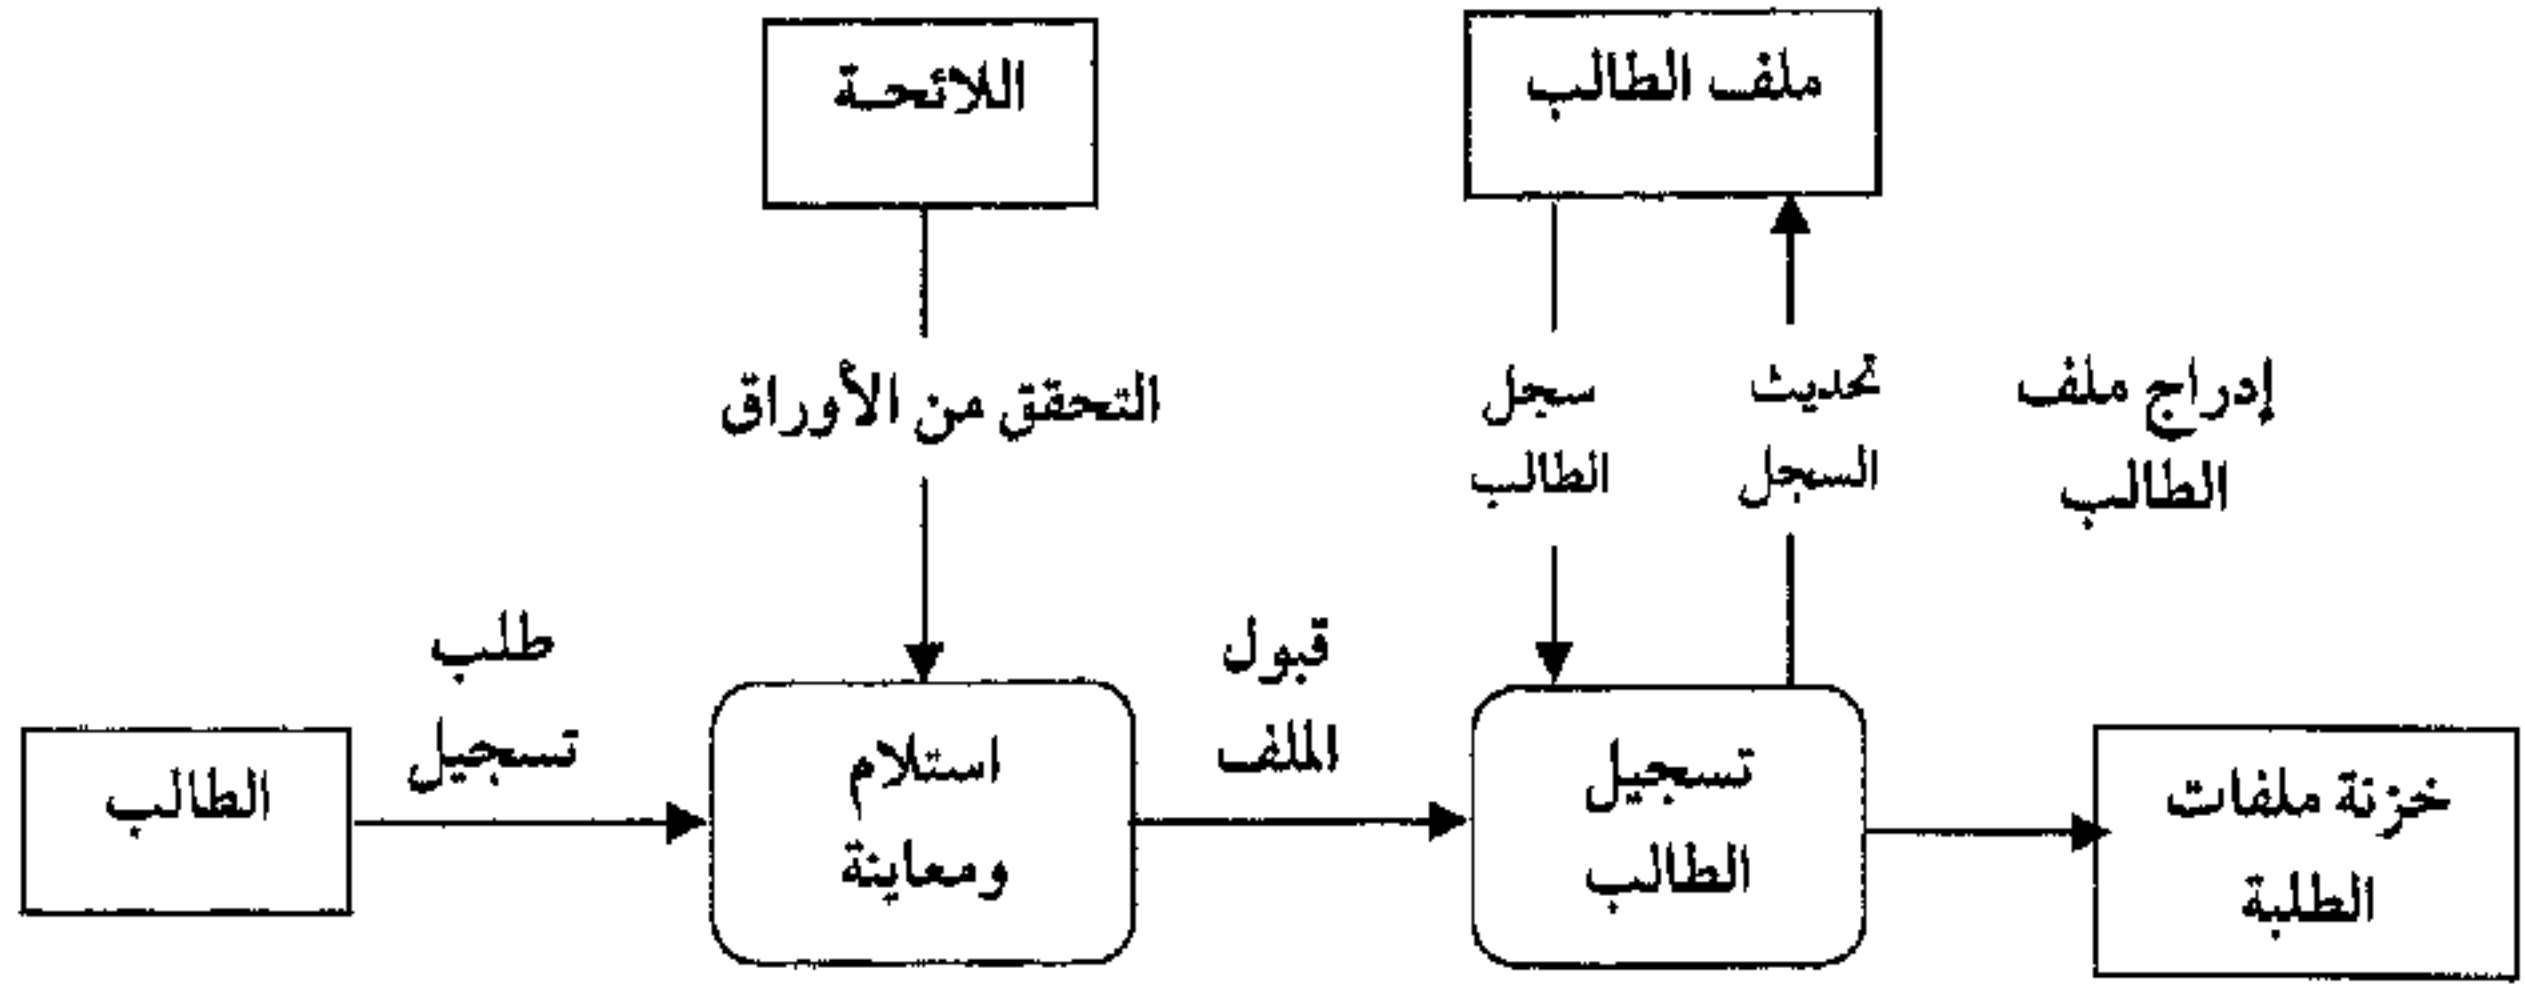 اللائحة
ملف الطالب
التحقق من الأوراق
سجل
الطالب
تحديث
السجل
إدراج ملف
الطالب
طلب
تسجيل
قبول
الملف
الطالب
استلام
ومعاينة
تسجيل
الطالب
خزنة ملفات
الطلبة